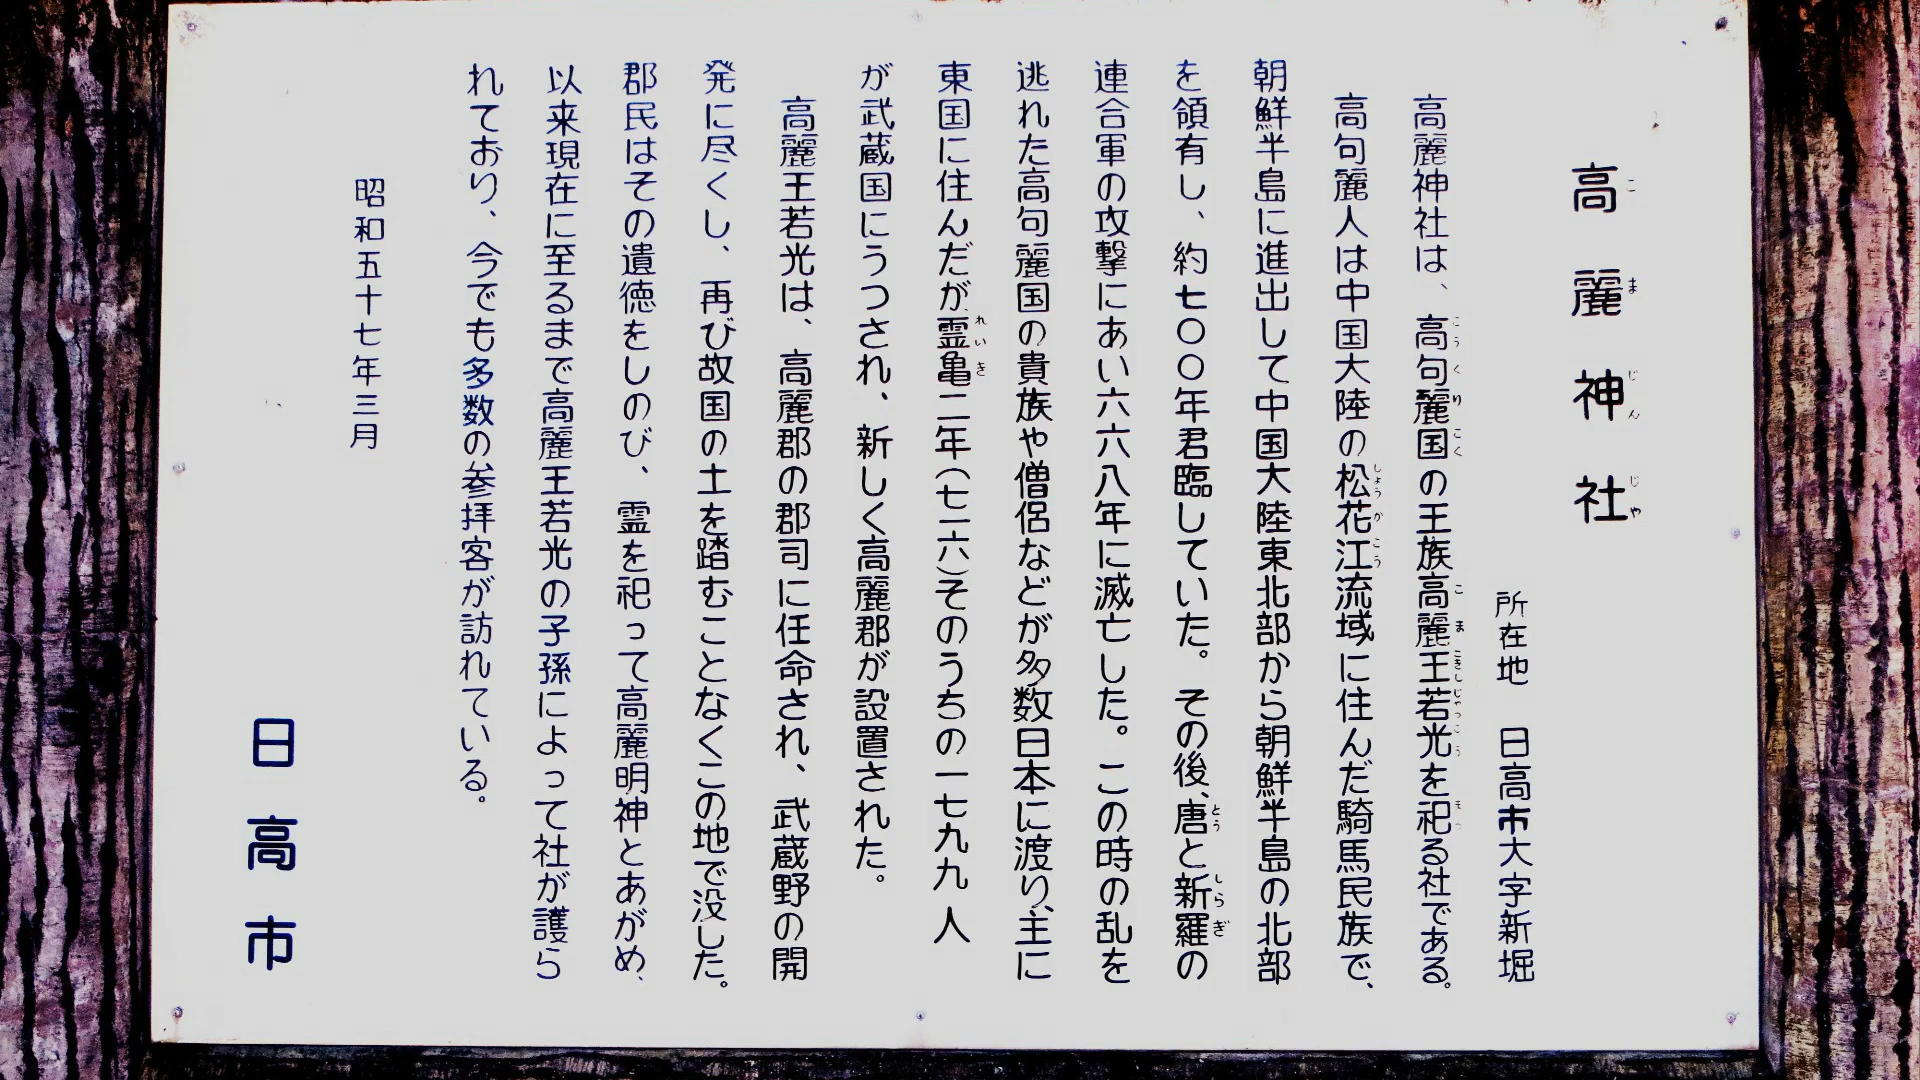 高麗神社
所在地　日高市大字新堀
高麗神社は、高句麗国の王族高麗王若光を祀る社である。
高句麗人は中国大陸の松花江流域に住んだ騎馬民族で、
朝鮮半島に進出して中国大陸東北部から朝鮮半島の北部
を領有し、約七〇〇年君臨していた。その後、唐と新羅の
連合軍の攻撃にあい六六八年に滅亡した。この時の乱を
逃れた高句麗国の貴族や僧侶などが多数日本に渡り、主に
東国に住んだが、霊亀二年（七一六）そのうちの一七九九人
が武蔵国にうつされ、新しく高麗郡が設置された。
高麗王若光は、高麗郡の郡司に任命され、武蔵野の開
発に尽くし、再び故国の土を踏むことなくこの地で没した。
郡民はその遺徳をしのび、霊を祀って高麗明神とあがめ、
以来現在に至るまで高麗王若光の子孫によって社が護ら
れており、今でも多数の参拝客が訪れている。
昭和五十七年三月
日高市